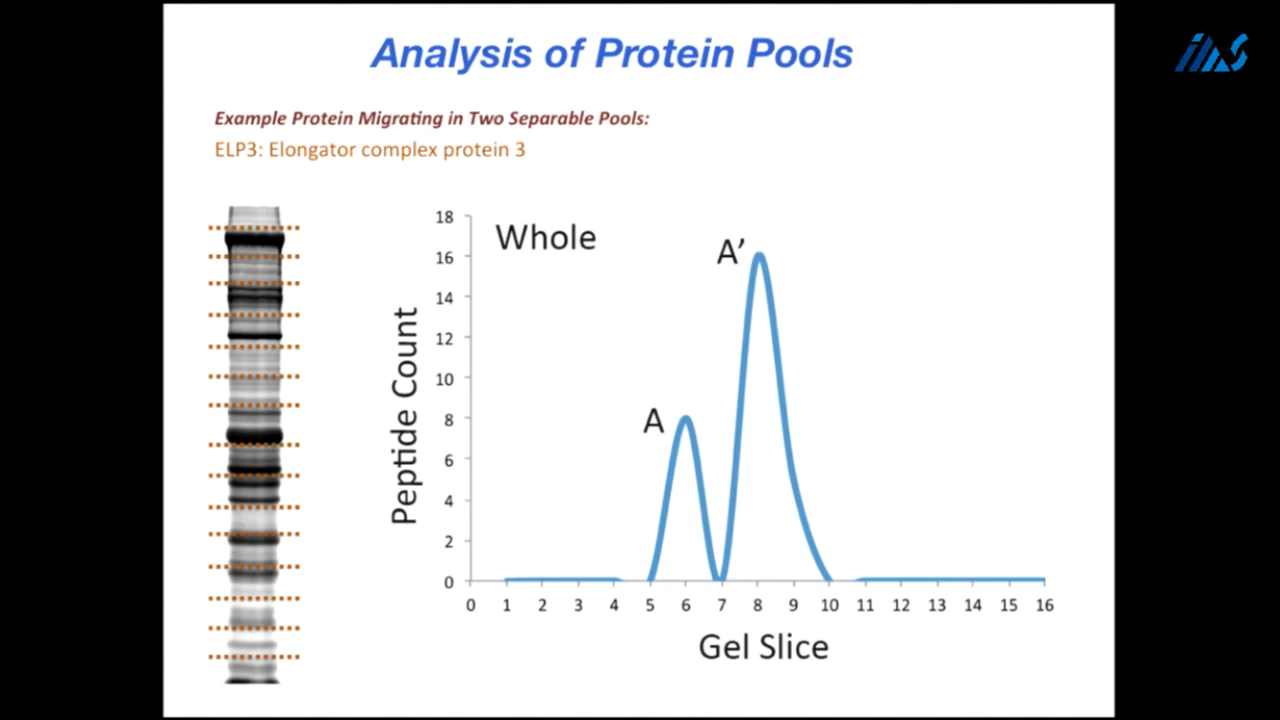 Analysis of Protein Pools
Example Protein Migrating in Two Separable Pools:
ELP3: Elongator complex protein 3
Whole
A
A’
Peptide Count
18
16
14
12
10
8
6
4
2
0
0 1 2 3 4 5 6 7 8 9 10 11 12 13 14 15 16
Gel Slice